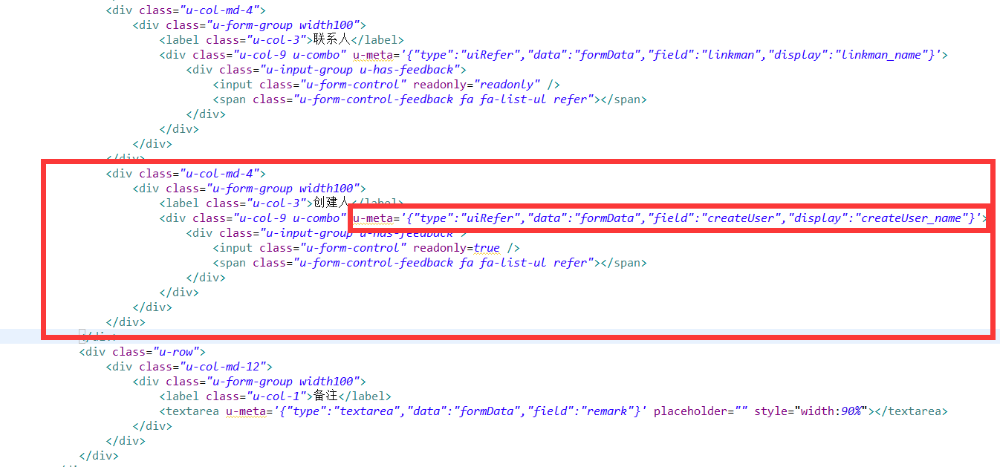 <div class="u-col-md-4">
<div class="u-form-group width100">
<label class="u-col-3">联系人</label>
<div class="u-col-9 u-combo" u-meta='{"type":"uiRefer","data":"formData","field":"linkman","display":"linkman_name"}'>
<div class="u-input-group u-has-feedback">
<input class="u-form-control" readonly="readonly" />
<span class="u-form-control-feedback fa fa-list-ul refer"></span>
</div>
</div>
</div>
</div>
<div class="u-col-md-4">
<div class="u-form-group width100">
<label class="u-col-3">创建人</label>
<div class="u-col-9 u-combo" u-meta='{"type":"uiRefer","data":"formData","field":"createUser","display":"createUser_name"}'>
<div class="u-input-group u-has-feedback">
<input class="u-form-control" readonly=true />
<span class="u-form-control-feedback fa fa-list-ul refer"></span>
</div>
</div>
</div>
</div>
</div>
<div class="u-row">
<div class="u-col-md-12">
<div class="u-form-group width100">
<label class="u-col-1">备注</label>
<textarea u-meta='{"type":"textarea","data":"formData","field":"remark"}' placeholder="" style="width:90%"></textarea>
</div>
</div>
</div>